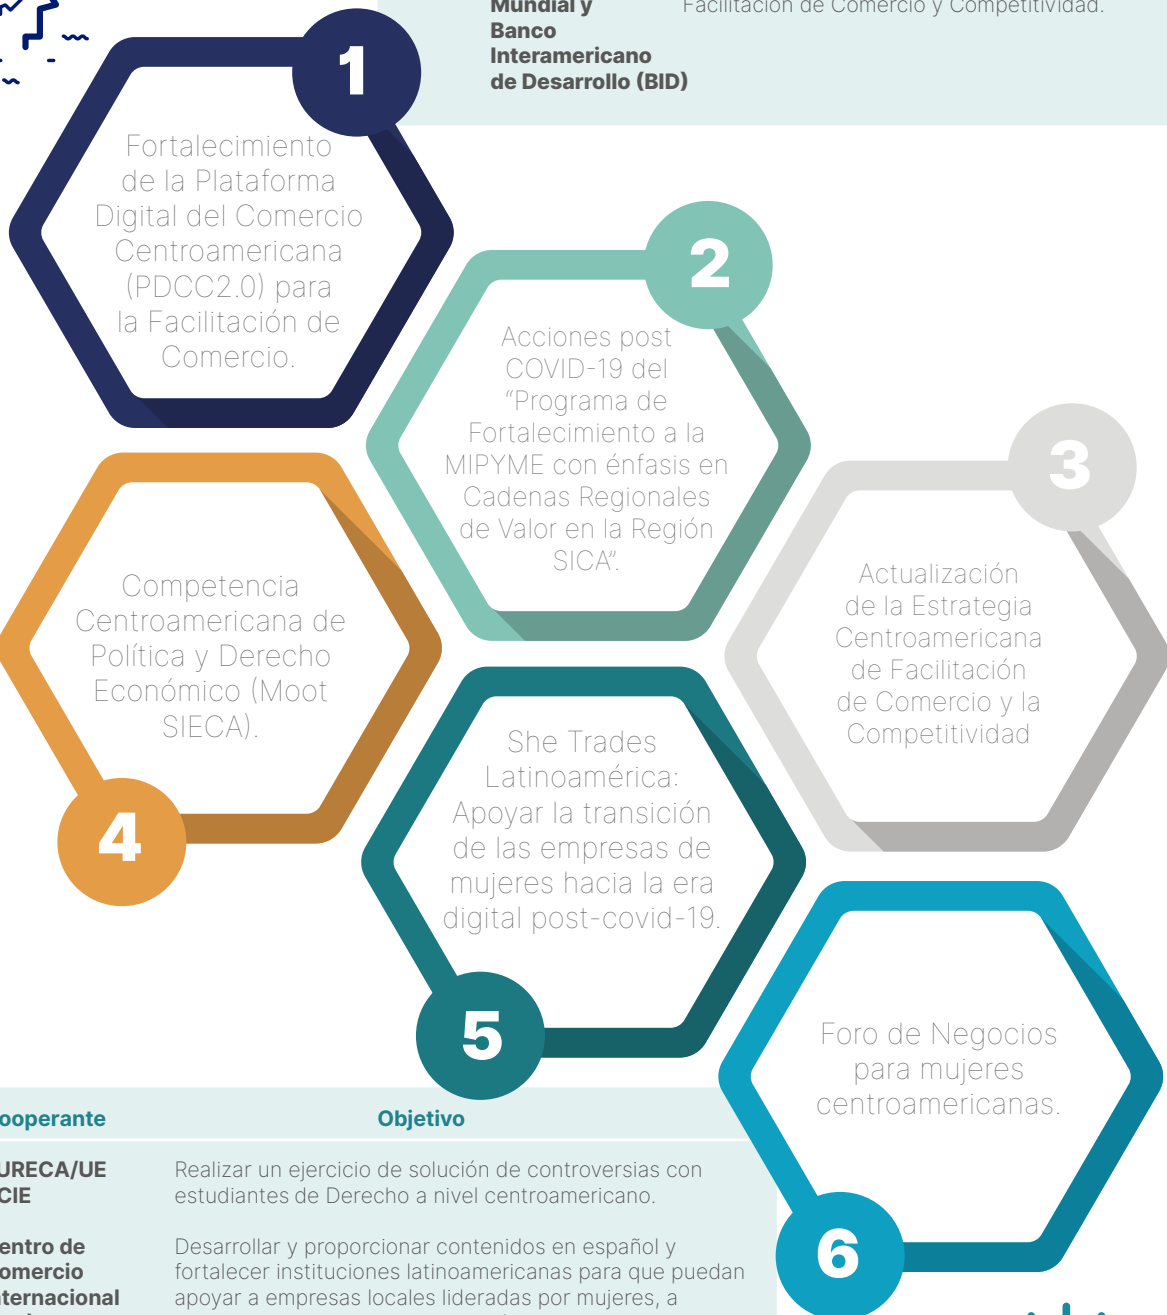 Mundial y
Banco
Interamericano
de Desarrollo (BID)
Facilitación de Comercio y Competitividad.
1
Fortalecimiento
de la Plataforma
Digital del Comercio
Centroamericana
(PDCC2.0) para
la Facilitación de
Comercio.
2
Acciones post
COVID-19 del
“Programa de
Fortalecimiento a la
MIPYME con énfasis en
Cadenas Regionales
de Valor en la Región
SICA”.
3
Actualización
de la Estrategia
Centroamericana
de Facilitación
de Comercio y la
Competitividad
4
Competencia
Centroamericana de
Política y Derecho
Económico (Moot
SIECA).
5
She Trades
Latinoamérica:
Apoyar la transición
de las empresas de
mujeres hacia la era
digital post-covid-19.
6
Foro de Negocios
para mujeres
centroamericanas.
ooperante
Objetivo
URECA/UE
CIE
Realizar un ejercicio de solución de controversias con
estudiantes de Derecho a nivel centroamericano.
entro de
omercio
nternacional
Desarrollar y proporcionar contenidos en español y
fortalecer instituciones latinoamericanas para que puedan
apoyar a empresas locales lideradas por mujeres, a